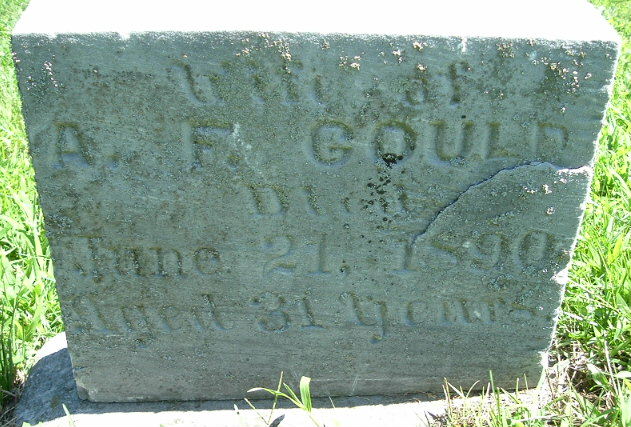 Wife of
A. F. GOULD
Died
June 21, 1890
Aged 31 Years